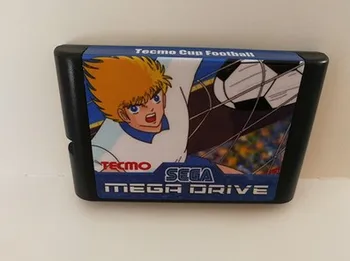 Tecmo Cup Football
TECMO
SEGA
MEGA DRIVE